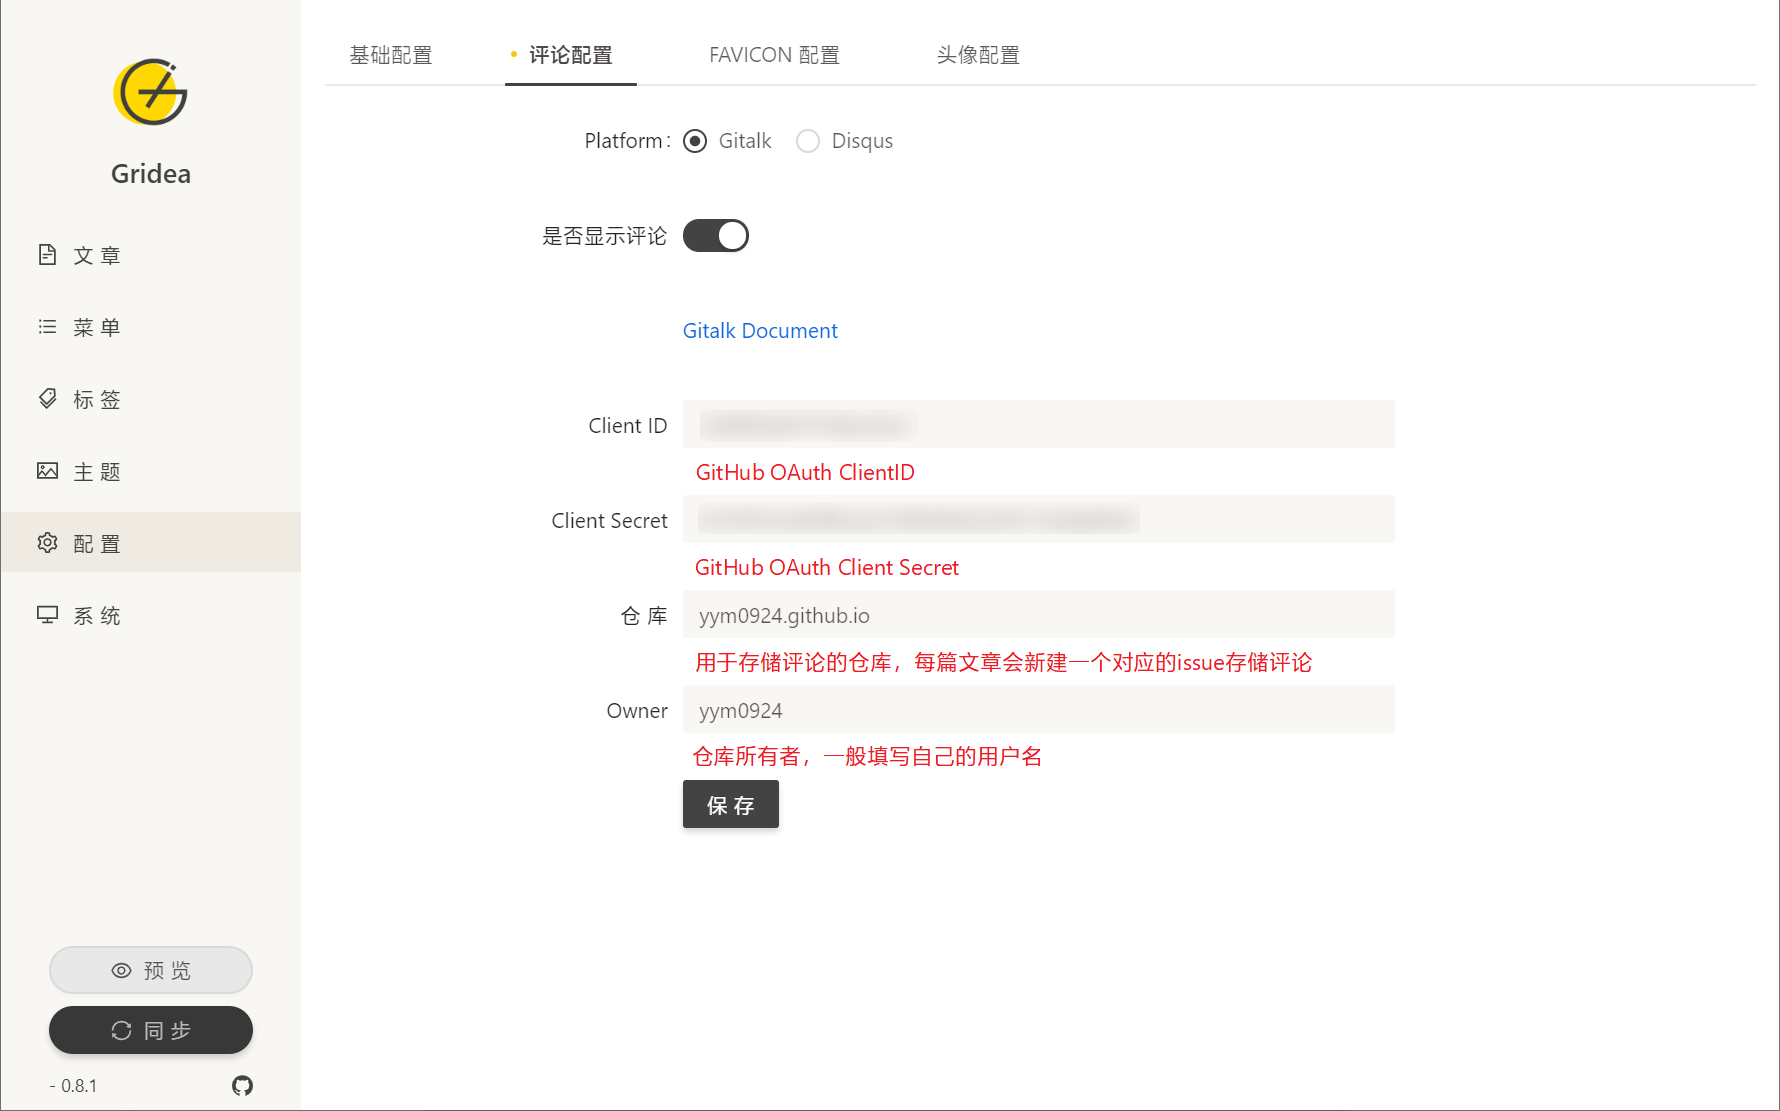 Gridea
文章
菜单
标签
主题
配置
系统
预览
同步
- 0.8.1
基础配置
评论配置
FAVICON 配置
头像配置
Platform: Gitalk Disqus
是否显示评论
Gitalk Document
Client ID
GitHub OAuth ClientID
Client Secret
GitHub OAuth Client Secret
仓库 yym0924.github.io
用于存储评论的仓库，每篇文章会新建一个对应的issue存储评论
Owner yym0924
仓库所有者，一般填写自己的用户名
保存